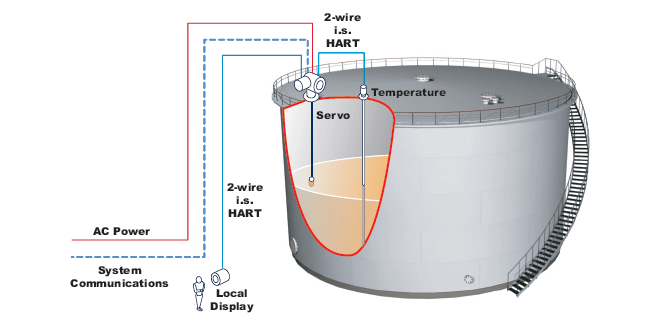 2-wire
i.s.
HART
Temperature
Servo
2-wire
i.s.
HART
AC Power
System
Communications
Local
Display